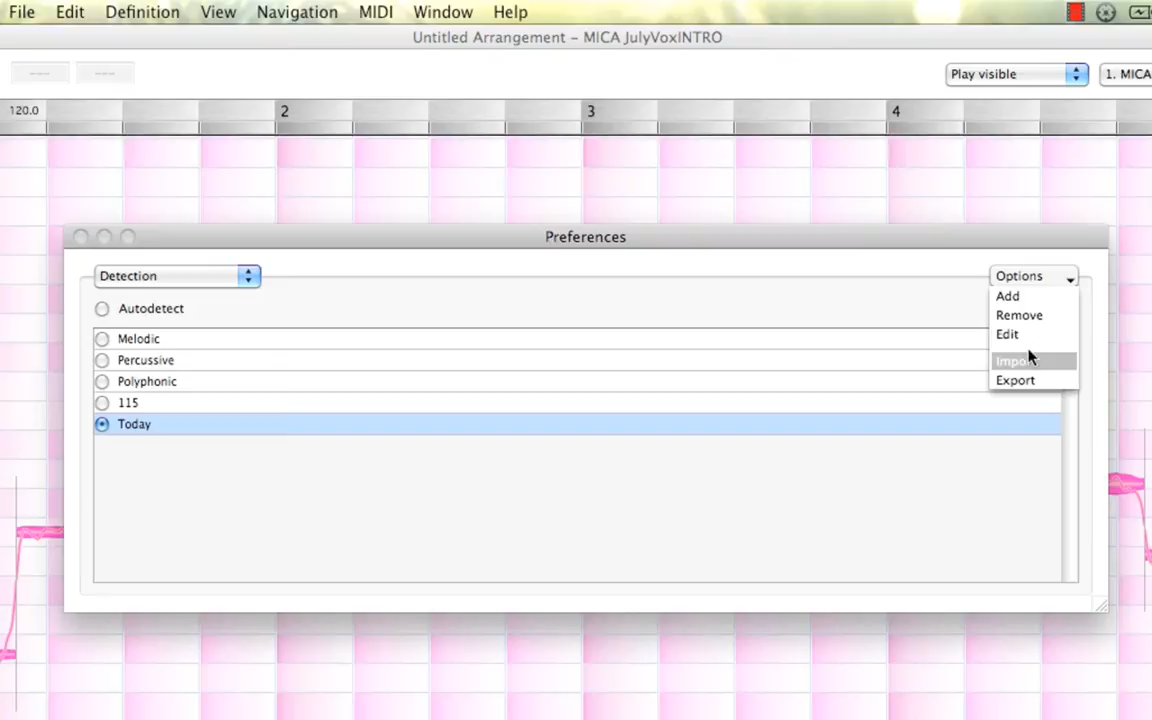 File Edit Definition View Navigation MIDI Window Help
Untitled Arrangement – MICA JulyVoxINTRO
Play visible
1. MICA
120.0 2 3 4
Preferences
Detection
Options
Autodetect
Add
Remove
Edit
Import
Export
Melodic
Percussive
Polyphonic
115
Today